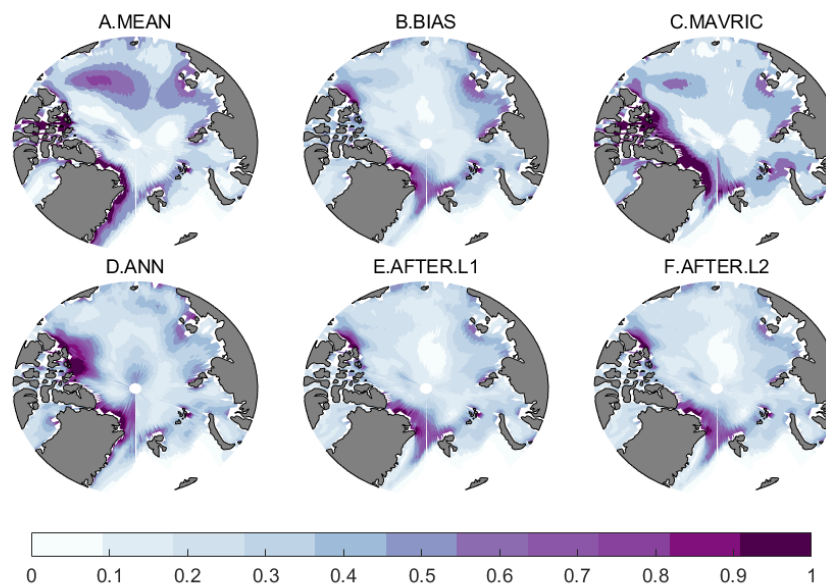 A.MEAN B.BIAS C.MAVRIC
D.ANN E.AFTER.L1 F.AFTER.L2
0 0.1 0.2 0.3 0.4 0.5 0.6 0.7 0.8 0.9 1